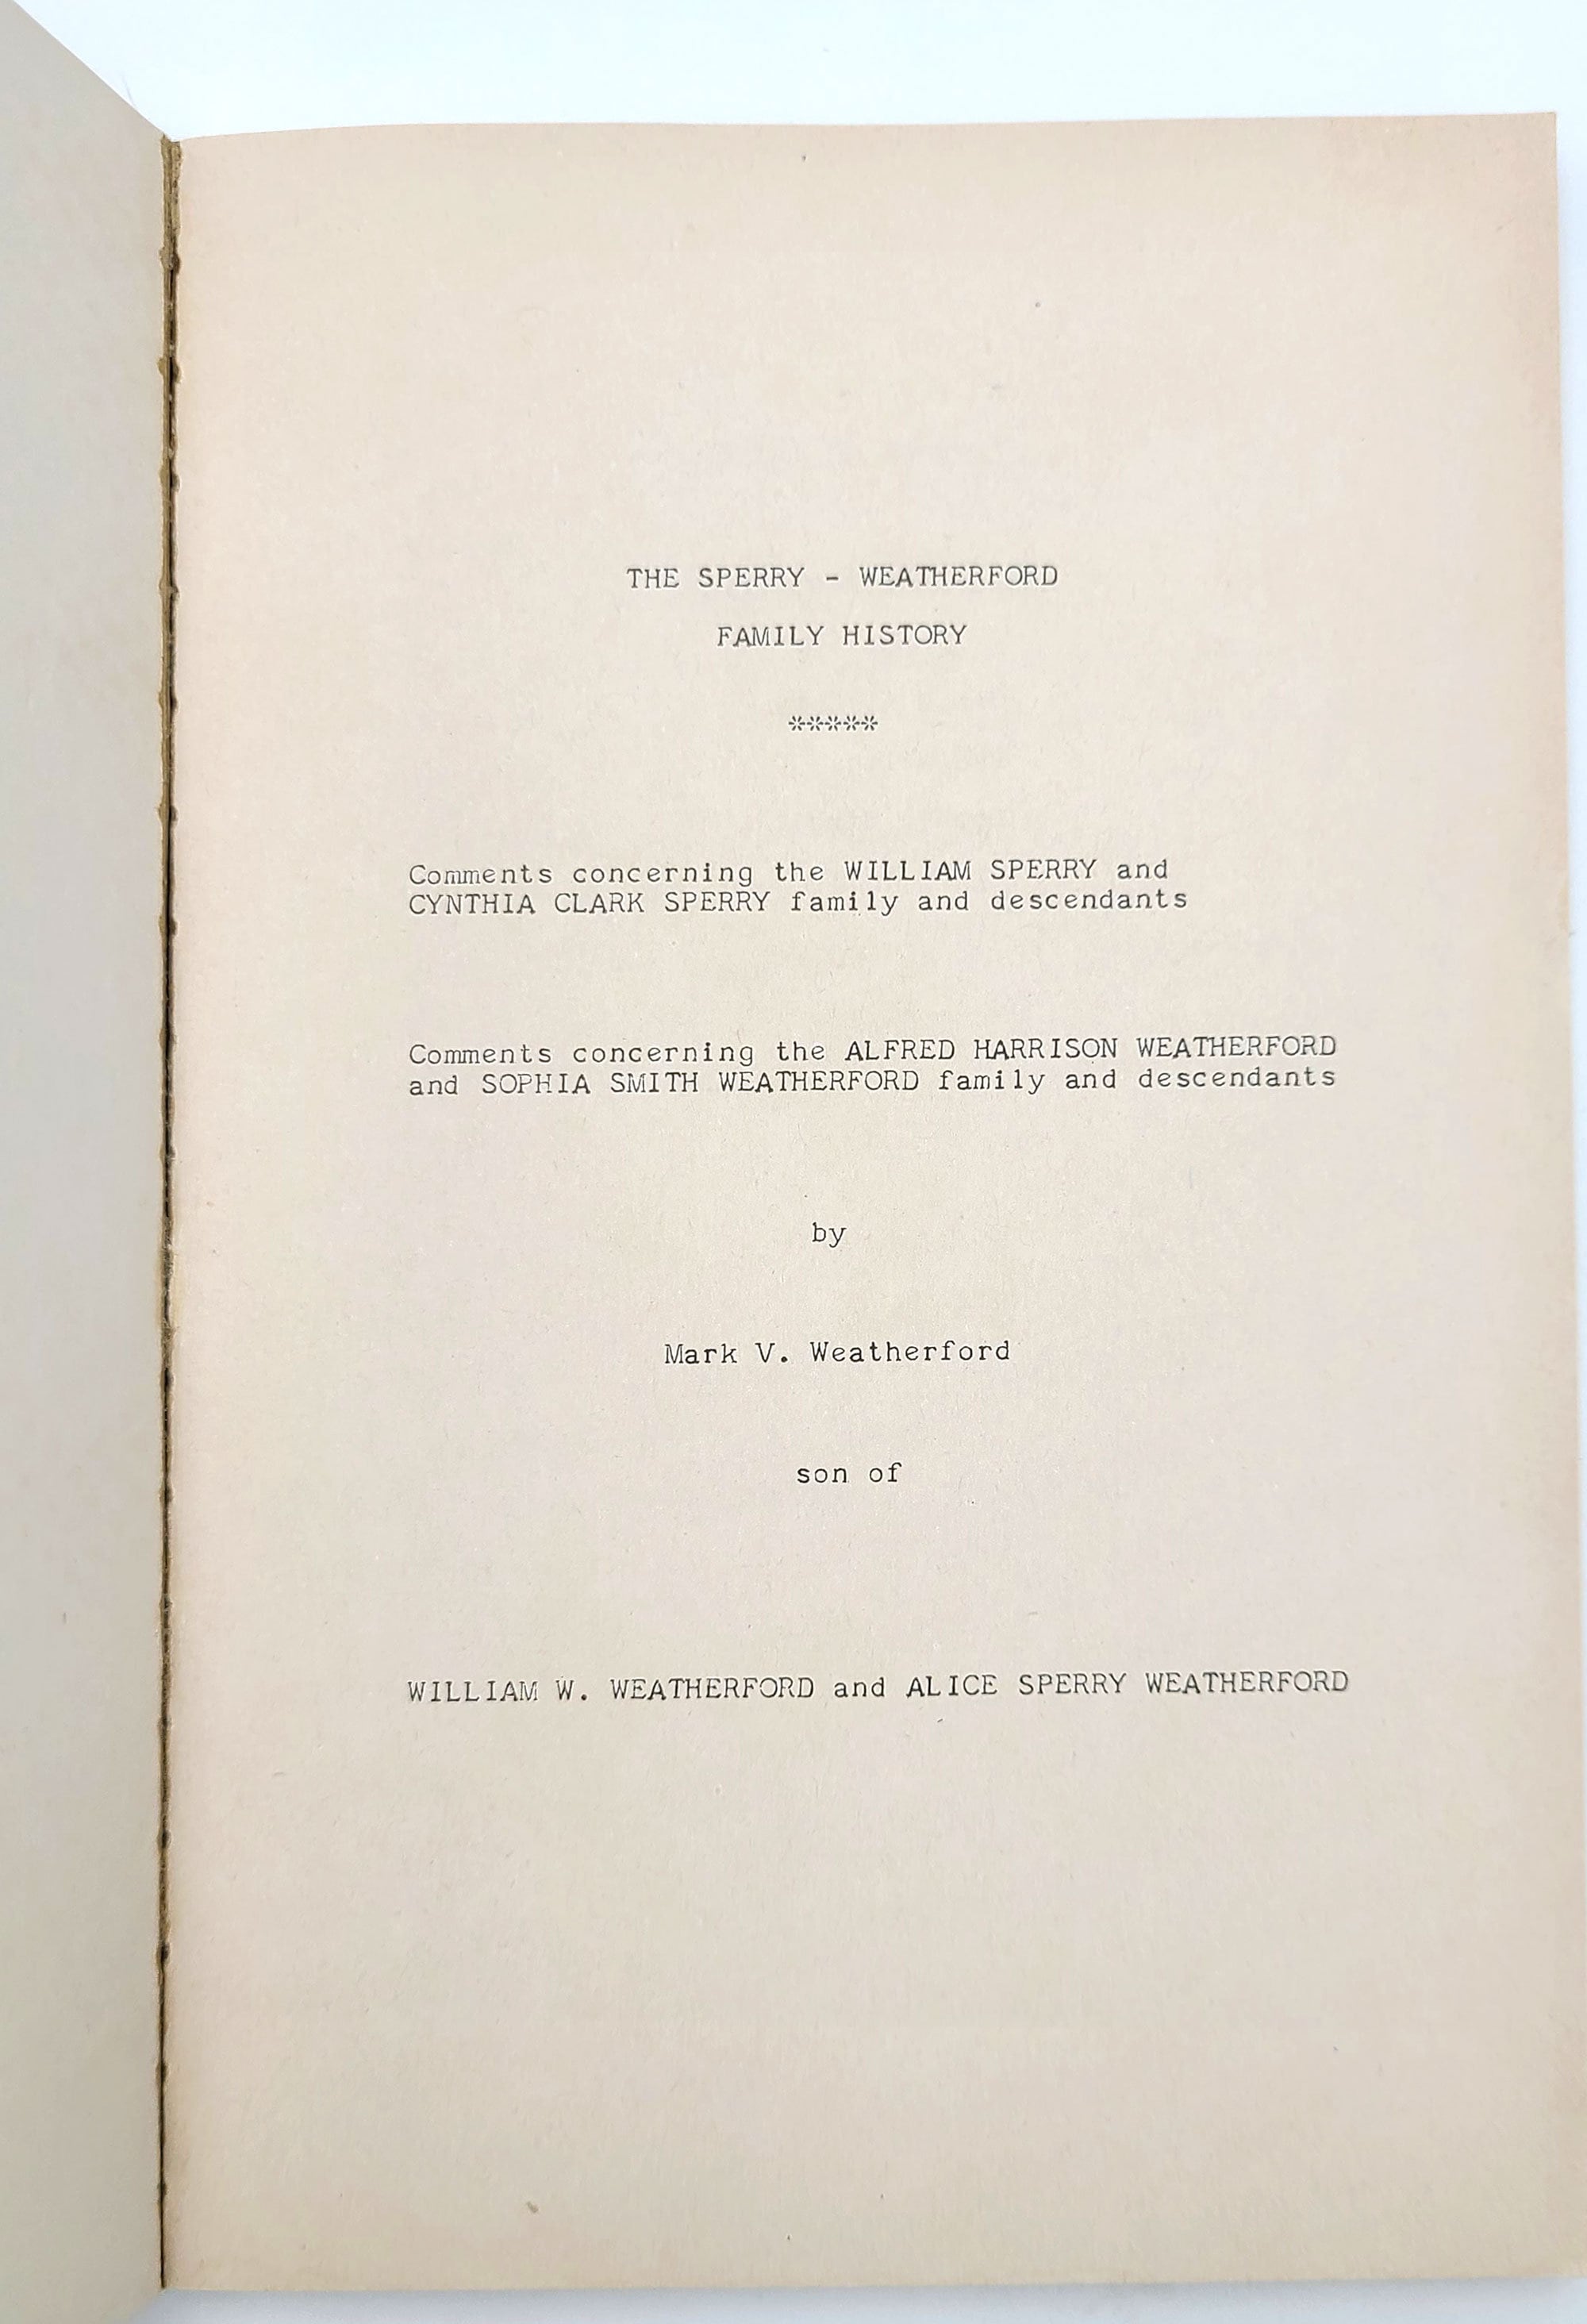 THE SPERRY - WEATHERFORD
FAMILY HISTORY
*****
Comments concerning the WILLIAM SPERRY and
CYNTHIA CLARK SPERRY family and descendants
Comments concerning the ALFRED HARRISON WEATHERFORD
and SOPHIA SMITH WEATHERFORD family and descendants
by
Mark V. Weatherford
son of
WILLIAM W. WEATHERFORD and ALICE SPERRY WEATHERFORD